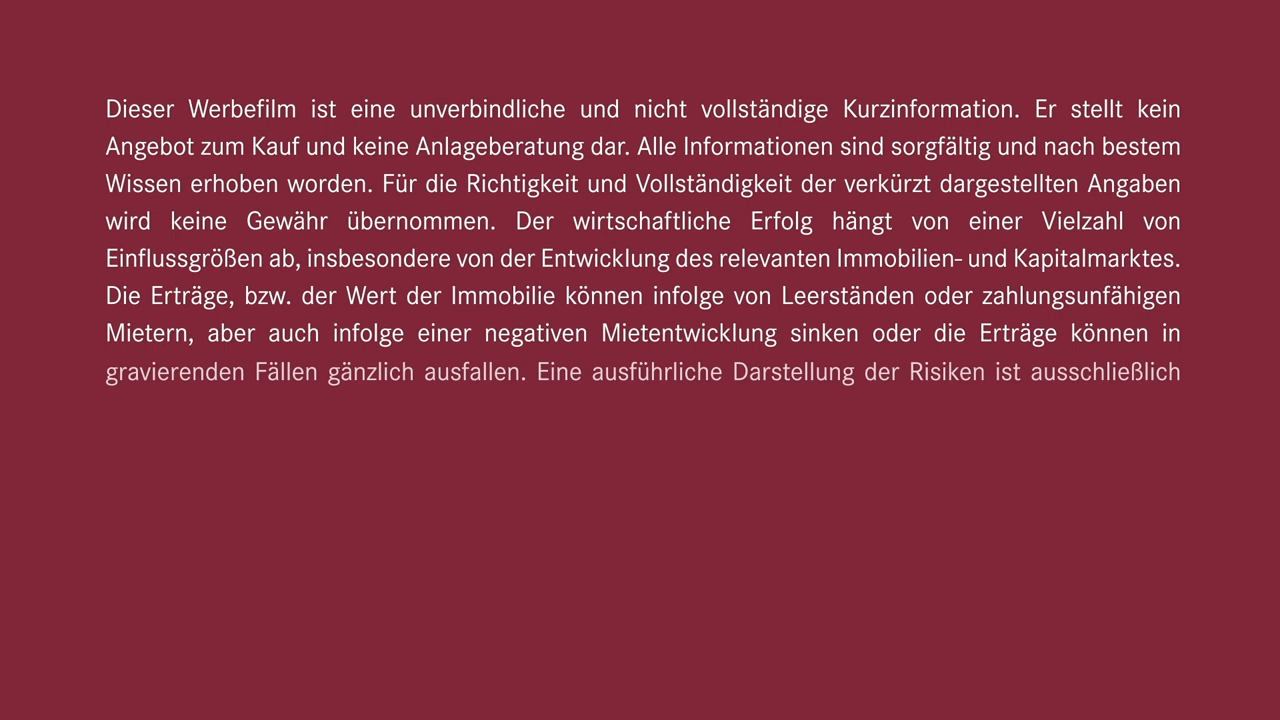 Dieser Werbefilm ist eine unverbindliche und nicht vollständige Kurzinformation. Er stellt kein
Angebot zum Kauf und keine Anlageberatung dar. Alle Informationen sind sorgfältig und nach bestem
Wissen erhoben worden. Für die Richtigkeit und Vollständigkeit der verkürzt dargestellten Angaben
wird keine Gewähr übernommen. Der wirtschaftliche Erfolg hängt von einer Vielzahl von
Einflussgrößen ab, insbesondere von der Entwicklung des relevanten Immobilien- und Kapitalmarktes.
Die Erträge, bzw. der Wert der Immobilie können infolge von Leerständen oder zahlungsunfähigen
Mietern, aber auch infolge einer negativen Mietentwicklung sinken oder die Erträge können in
gravierenden Fällen gänzlich ausfallen. Eine ausführliche Darstellung der Risiken ist ausschließlich